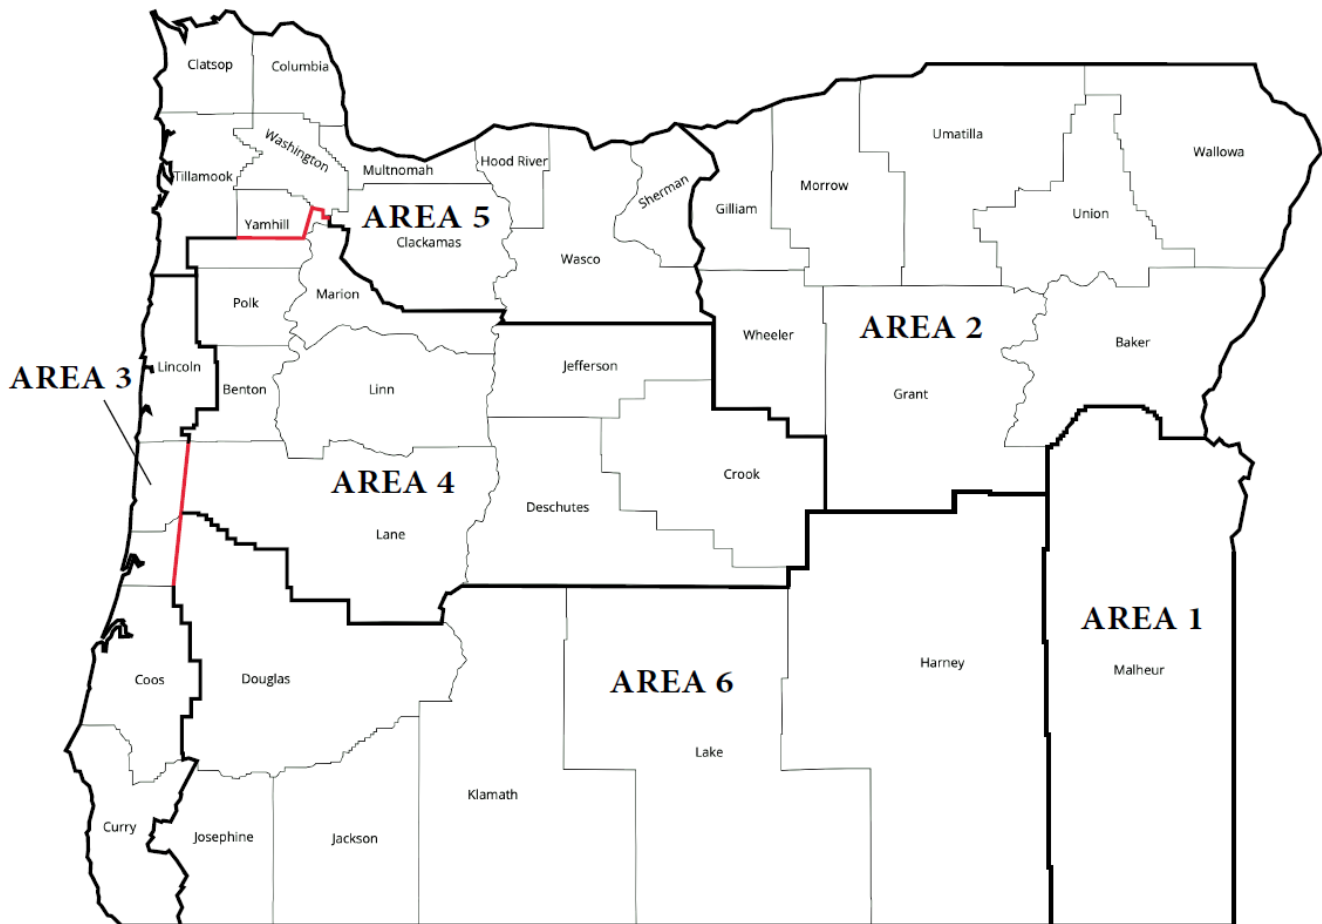 Clatsop
Columbia
Washington
Tillamook
Multnomah
Hood River
Sherman
Umatilla
Wallowa
Morrow
Gilliam
Union
Yamhill
AREA 5
Clackamas
Wasco
Polk
Marion
Wheeler
AREA 2
Baker
Lincoln
AREA 3
Benton
Linn
Jefferson
Grant
AREA 4
Crook
Deschutes
Lane
AREA 1
Malheur
Harney
AREA 6
Coos
Douglas
Lake
Klamath
Curry
Josephine
Jackson